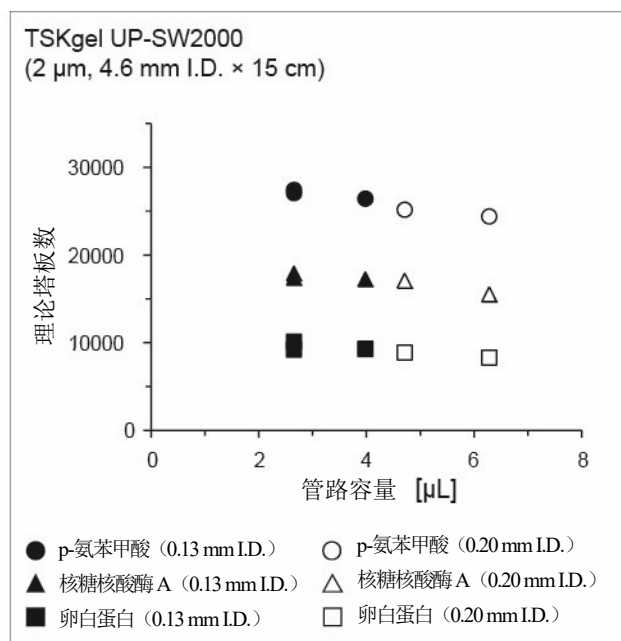 TSKgel UP-SW2000
(2 µm, 4.6 mm I.D. × 15 cm)
30000
20000
10000
0
理论塔板数
0 2 4 6 8
管路容量 [µL]
● p-氨苯甲酸（0.13 mm I.D.） ○ p-氨苯甲酸（0.20 mm I.D.）
▲ 核糖核酸酶 A（0.13 mm I.D.） △ 核糖核酸酶 A（0.20 mm I.D.）
■ 卵白蛋白（0.13 mm I.D.） □ 卵白蛋白（0.20 mm I.D.）